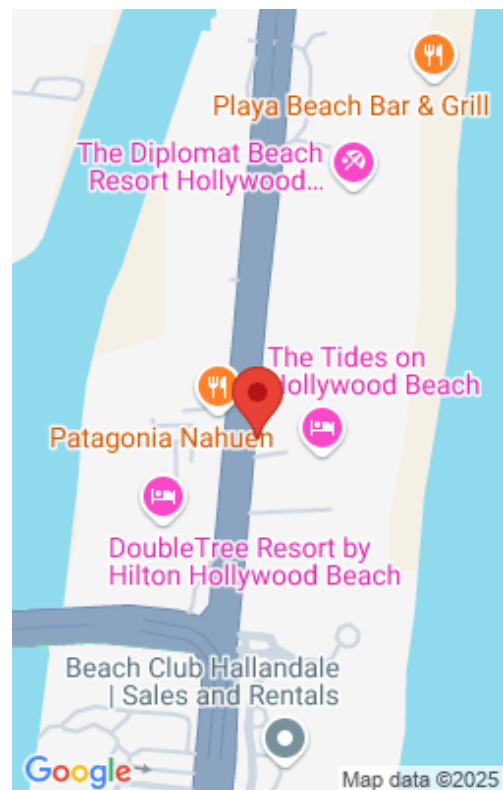 Playa Beach Bar & Grill
The Diplomat Beach
Resort Hollywood...
The Tides on
Hollywood Beach
Patagonia Nahuen
DoubleTree Resort by
Hilton Hollywood Beach
Beach Club Hallandale
| Sales and Rentals
Google
Map data ©2025